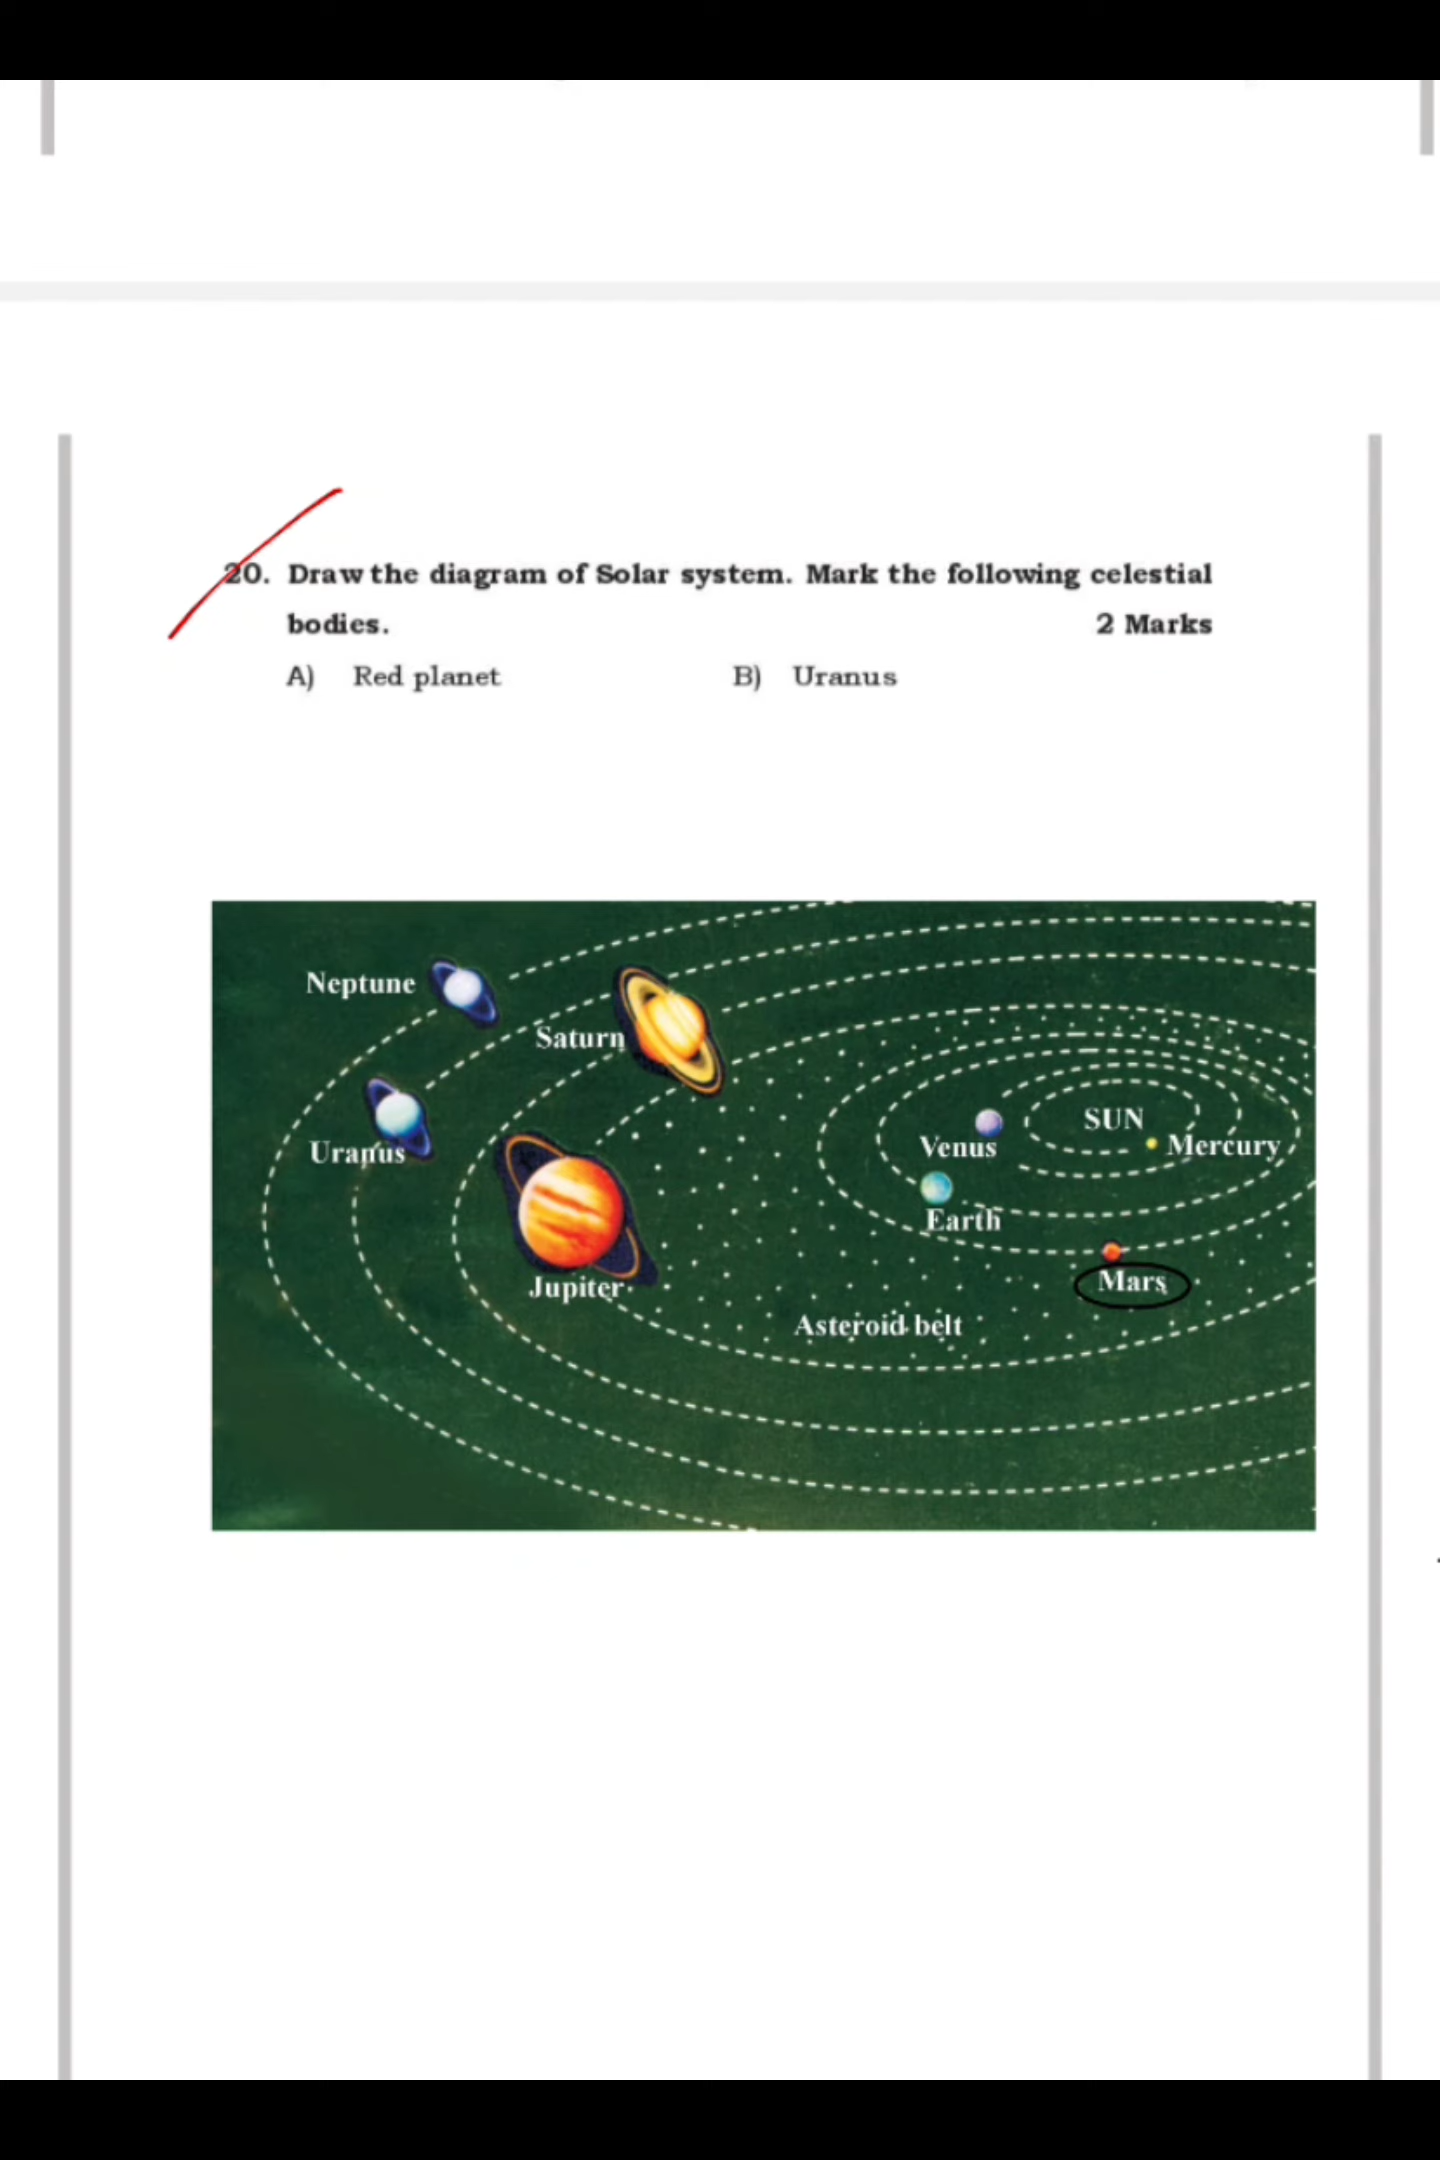 20. Draw the diagram of Solar system. Mark the following celestial
bodies. 2 Marks
A) Red planet B) Uranus
Neptune
Saturn
Uranus
SUN
Venus
Mercury
Earth
Jupiter
Mars
Asteroid belt